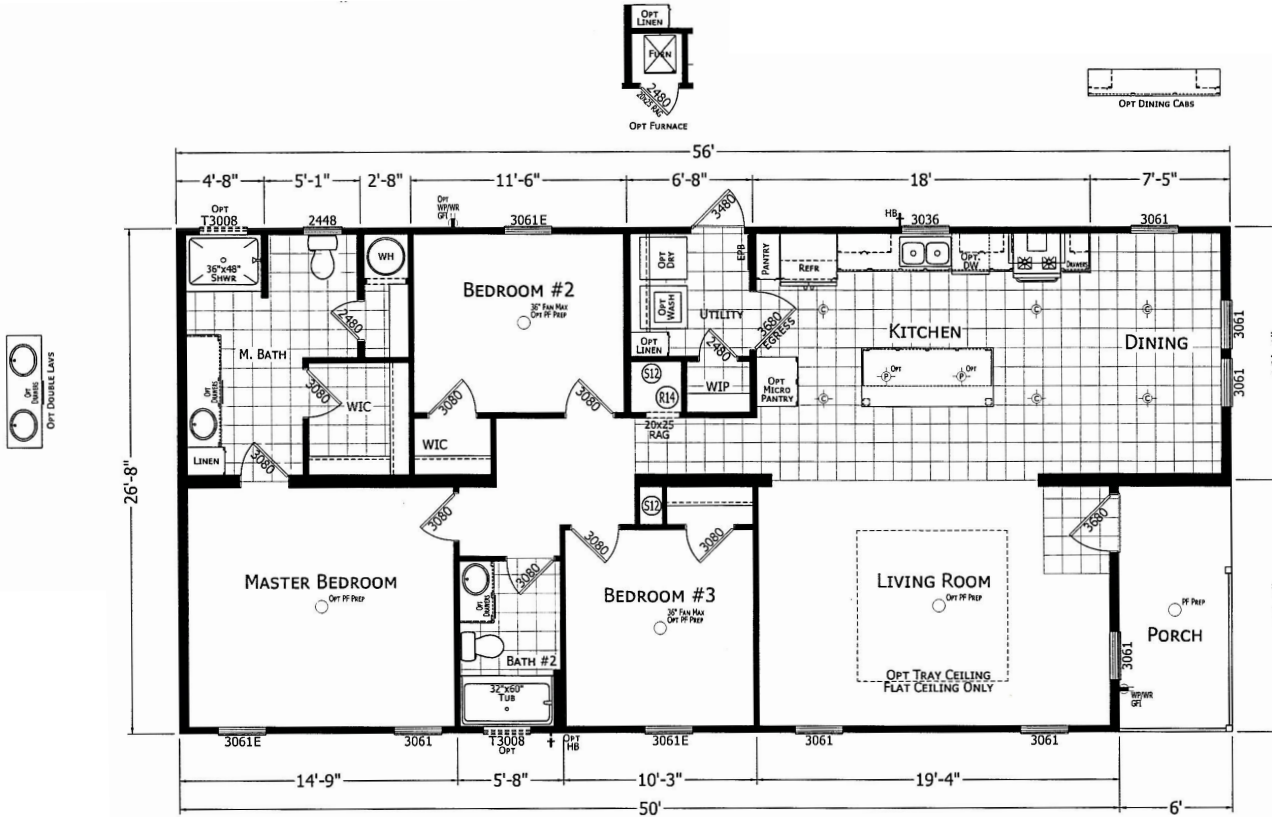 OPT
LINEN
FURN
2480
20x25 RAG
OPT FURNACE
OPT DINING CABS
56'
4'-8"
5'-1"
2'-8"
11'-6"
6'-8"
18'
7'-5"
OPT
T3008
2448
OPT
WP/WR
GFI
3061E
3480
HB
3036
3061
36"x48"
SHWR
WH
2480
M. BATH
3080
WIC
OPT
DRAWERS
LINEN
3080
BEDROOM #2
36" FAN MAX
OPT PF PREP
3080
WIC
3080
OPT
DRY
OPT
WASH
OPT
LINEN
EPB
UTILITY
2480
WIP
S12
R14
20x25
RAG
PANTRY
REFR
OPT.
DW
DRAWERS
3680
EGRESS
OPT
MICRO
PANTRY
KITCHEN
C
C
C
P
OPT
P
OPT
C
C
C
DINING
3061
3061
OPT
DRAWERS
OPT
DRAWERS
OPT DOUBLE LAVS
26'-8"
MASTER BEDROOM
OPT PF PREP
3080
3061E
3061
3080
OPT
DRAWERS
BATH #2
32"x60"
TUB
T3008
OPT
OPT
HB
S12
3080
3080
BEDROOM #3
36" FAN MAX
OPT PF PREP
3061E
LIVING ROOM
OPT PF PREP
OPT TRAY CEILING
FLAT CEILING ONLY
3061
3061
3680
3061
PF PREP
PORCH
WP/WR
GFI
14'-9"
5'-8"
10'-3"
19'-4"
50'
6'